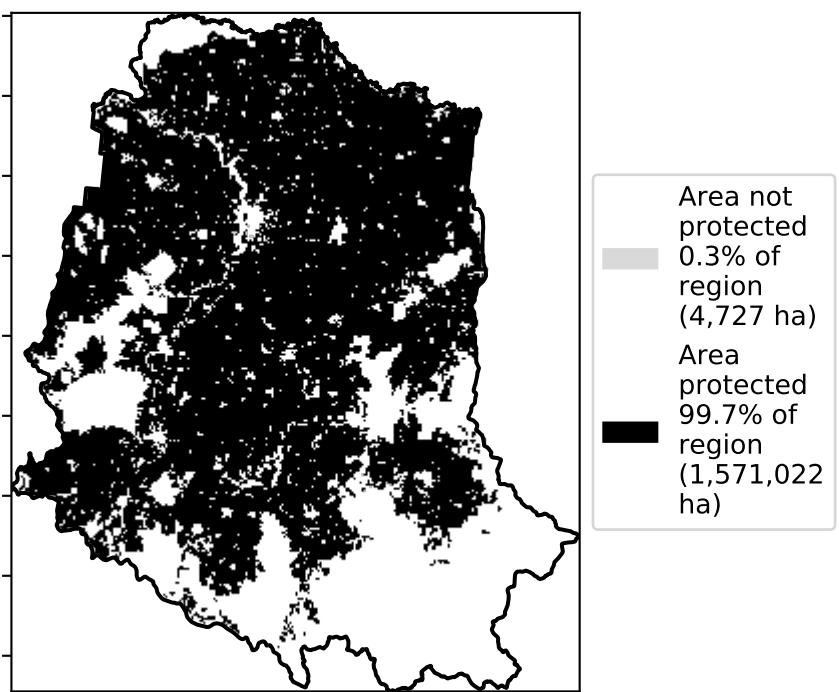 Area not
protected
0.3% of
region
(4,727 ha)
Area
protected
99.7% of
region
(1,571,022
ha)